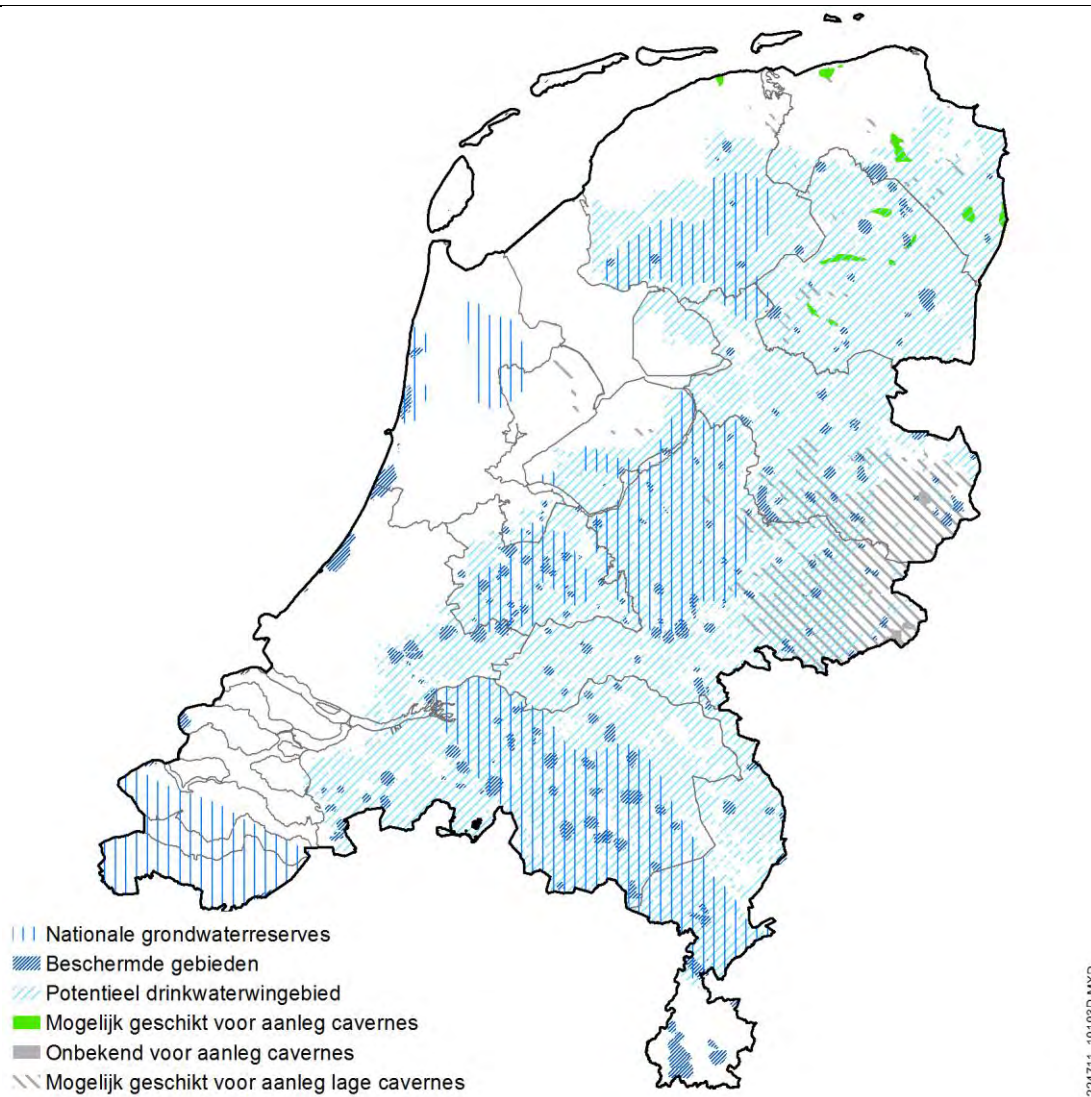 Nationale grondwaterreserves
Beschermde gebieden
Potentieel drinkwaterwingebied
Mogelijk geschikt voor aanleg cavernes
Onbekend voor aanleg cavernes
Mogelijk geschikt voor aanleg lage cavernes